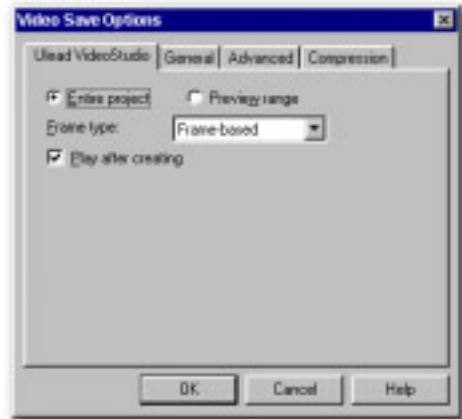 Video Save Options
Ulead VideoStudio General Advanced Compression
Entire project Preview range
Frame type: Frame-based
Play after creating
OK Cancel Help